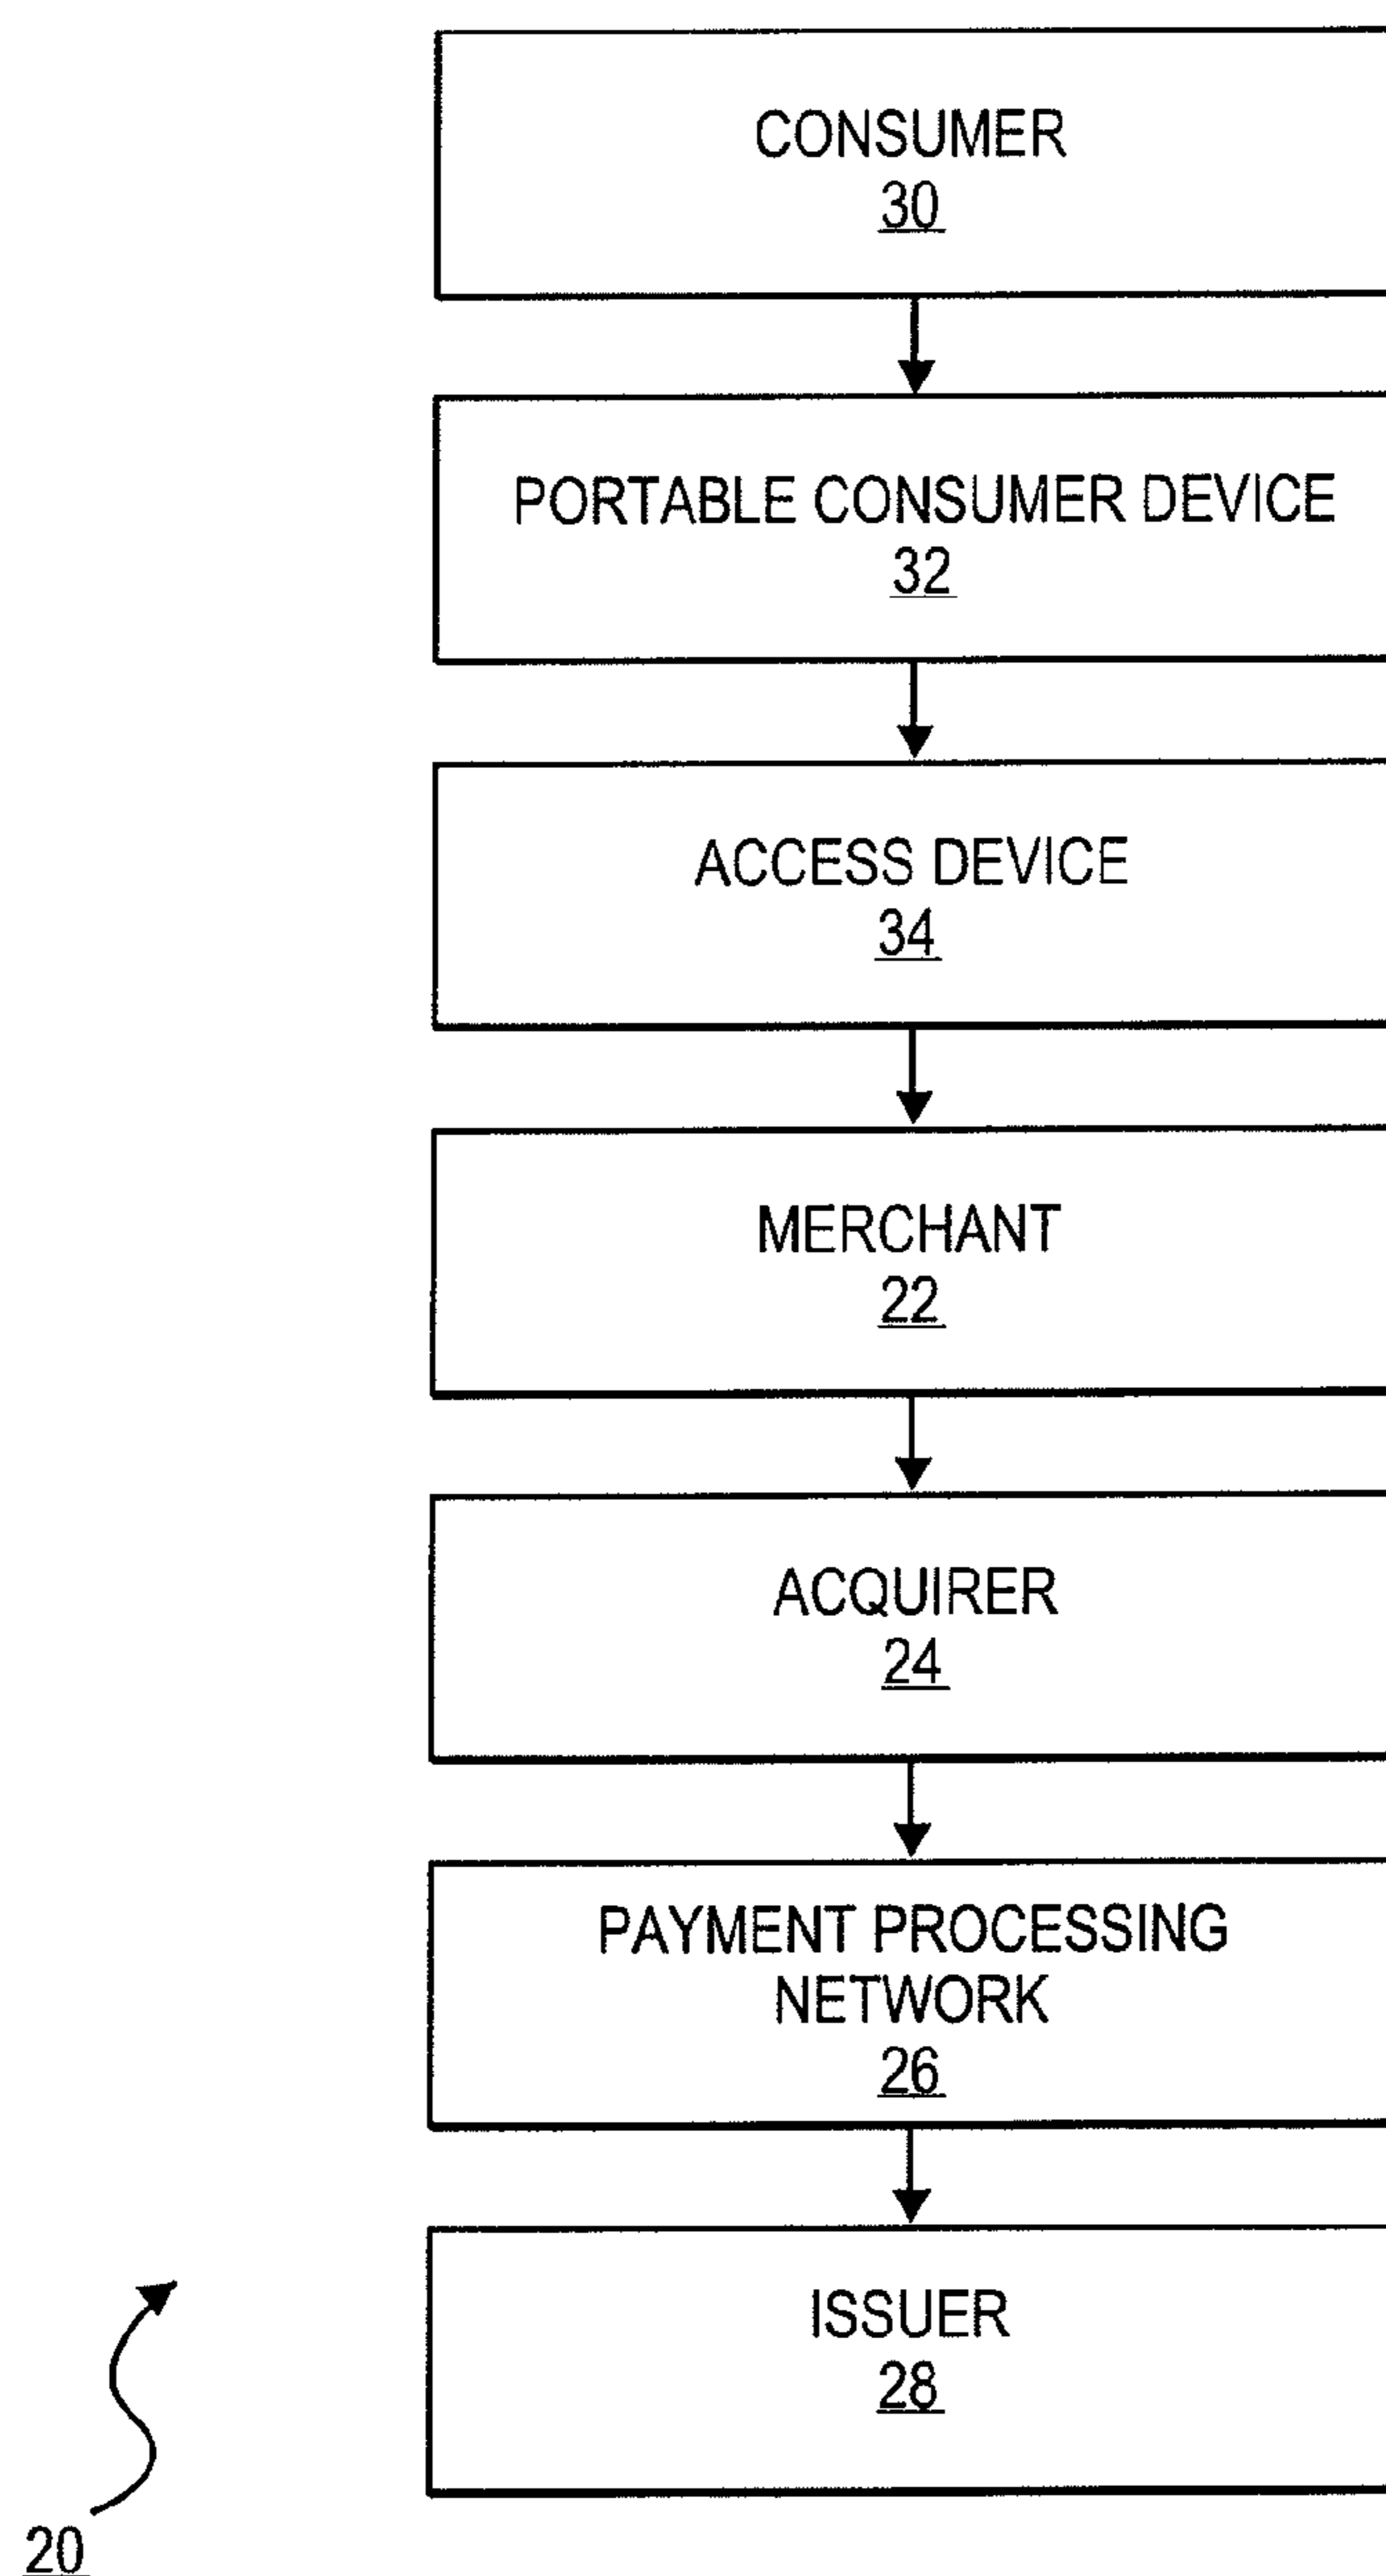 CONSUMER
30
PORTABLE CONSUMER DEVICE
32
ACCESS DEVICE
34
MERCHANT
22
ACQUIRER
24
PAYMENT PROCESSING
NETWORK
26
ISSUER
28
20